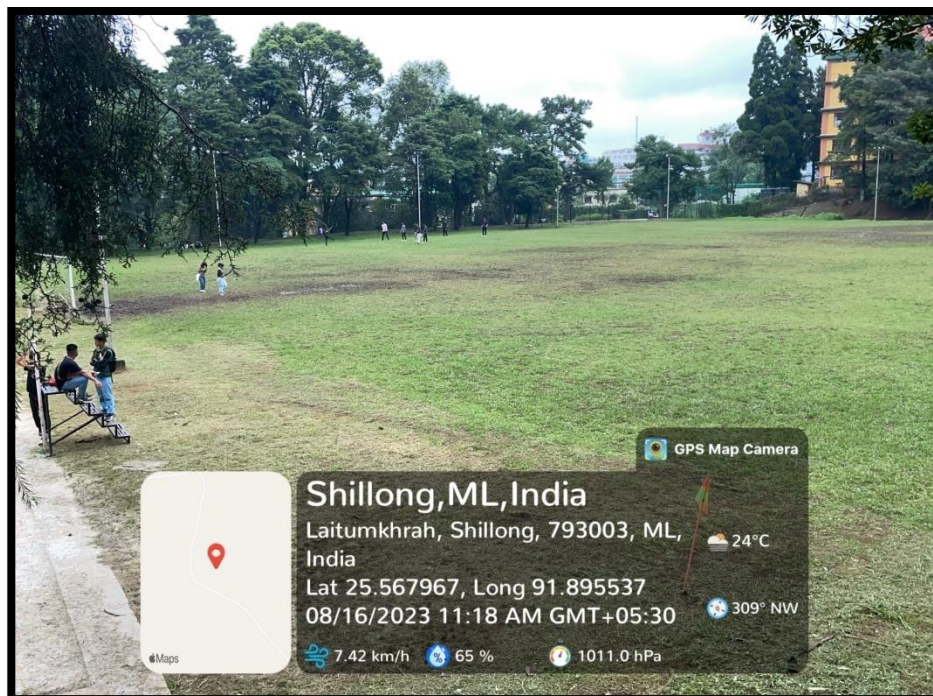 GPS Map Camera
Shillong,ML,India
Laitumkhrah, Shillong, 793003, ML,
India
Lat 25.567967, Long 91.895537
08/16/2023 11:18 AM GMT+05:30
24°C
309° NW
7.42 km/h
65 %
1011.0 hPa
Maps